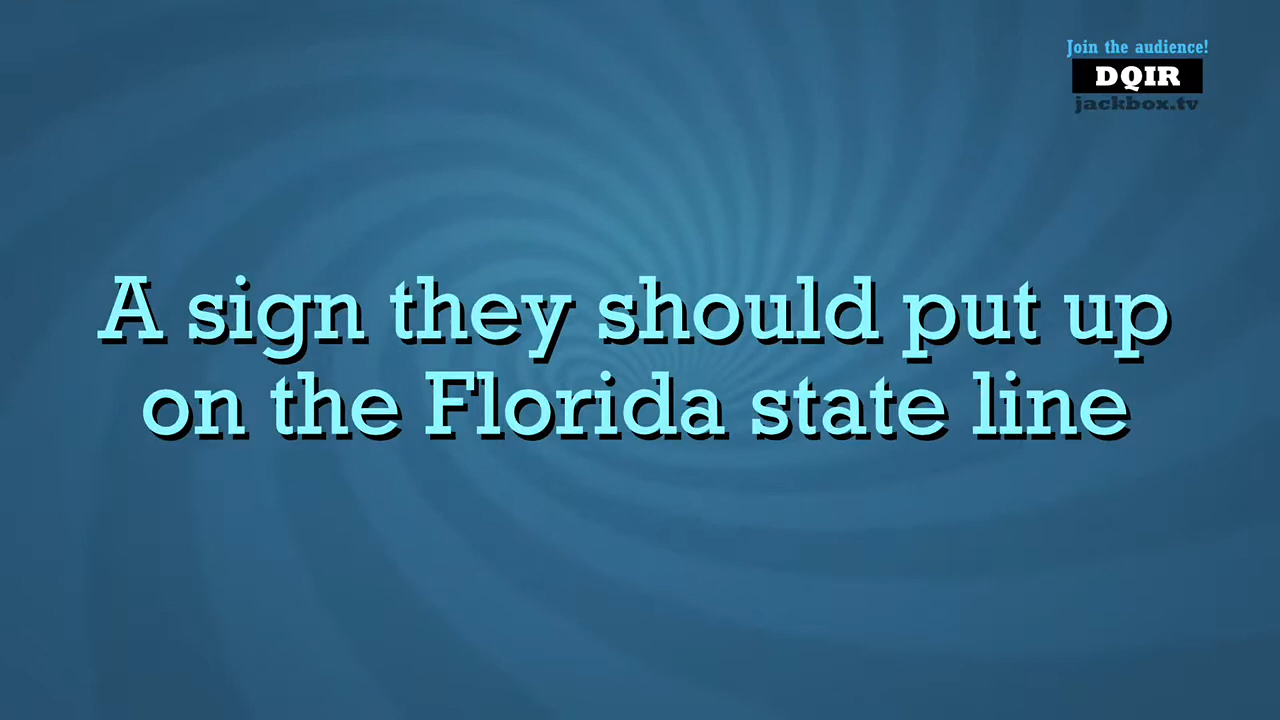 Join the audience!
DQIR
jackbox.tv
A sign they should put up
on the Florida state line